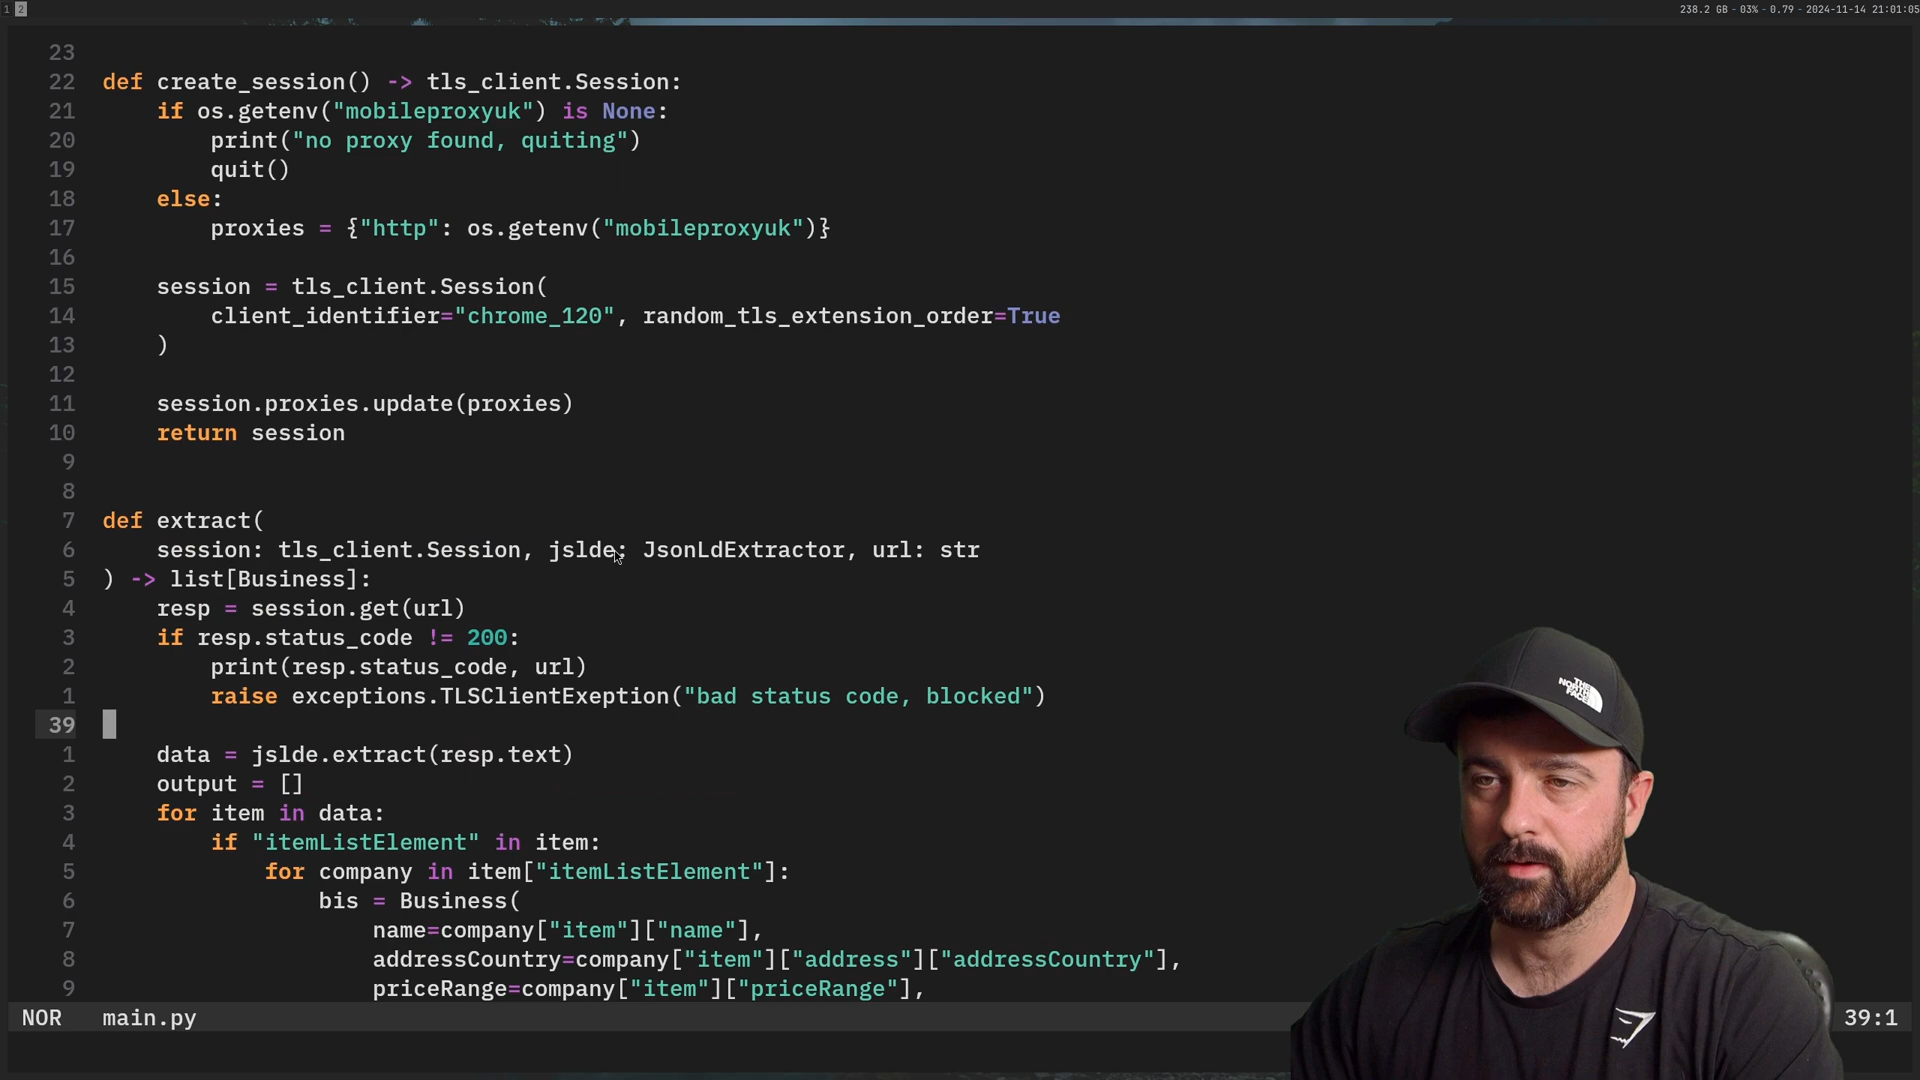 1 2
238.2 GB - 03% - 0.79 - 2024-11-14 21:01:05
23
22 def create_session() -> tls_client.Session:
21 if os.getenv("mobileproxyuk") is None:
20 print("no proxy found, quiting")
19 quit()
18 else:
17 proxies = {"http": os.getenv("mobileproxyuk")}
16
15 session = tls_client.Session(
14 client_identifier="chrome_120", random_tls_extension_order=True
13 )
12
11 session.proxies.update(proxies)
10 return session
9
8
7 def extract(
6 session: tls_client.Session, jslde: JsonLdExtractor, url: str
5 ) -> list[Business]:
4 resp = session.get(url)
3 if resp.status_code != 200:
2 print(resp.status_code, url)
1 raise exceptions.TLSClientExeption("bad status code, blocked")
39
1 data = jslde.extract(resp.text)
2 output = []
3 for item in data:
4 if "itemListElement" in item:
5 for company in item["itemListElement"]:
6 bis = Business(
7 name=company["item"]["name"],
8 addressCountry=company["item"]["address"]["addressCountry"],
9 priceRange=company["item"]["priceRange"],
NOR main.py 39:1
THE NORTH FACE